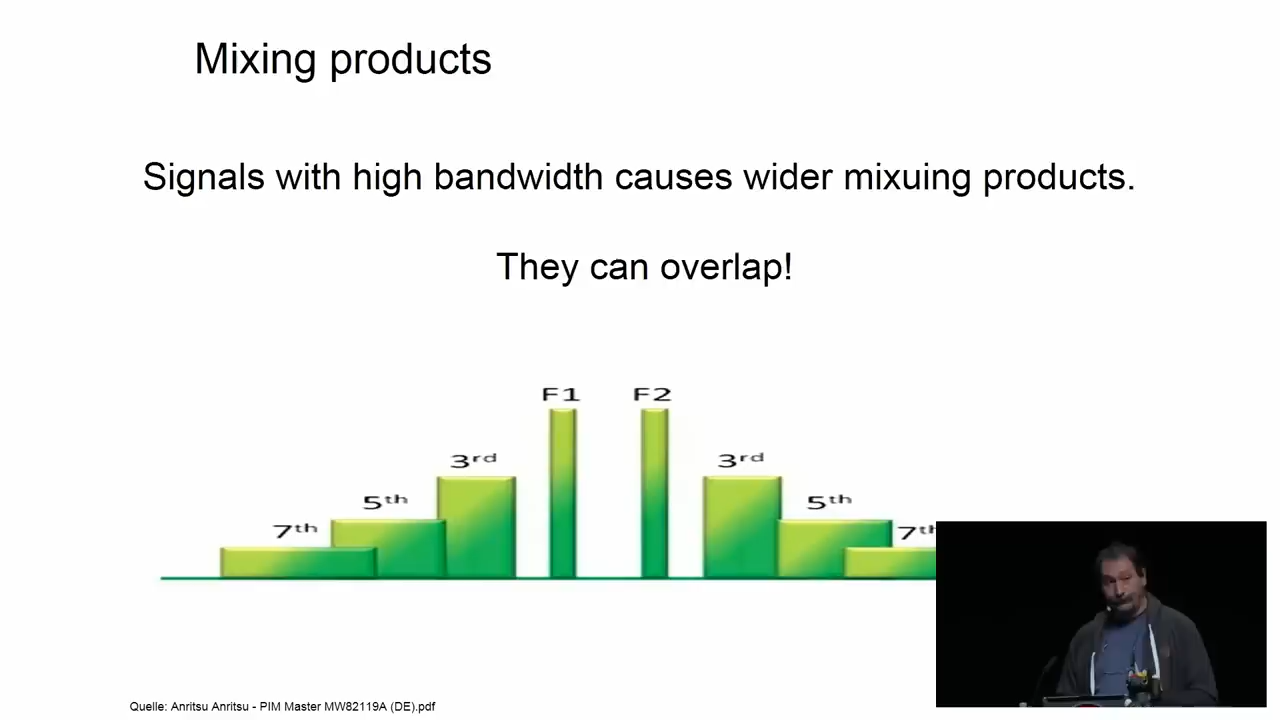 Mixing products
Signals with high bandwidth causes wider mixuing products.
They can overlap!
F1 F2
3rd 3rd
5th 5th
7th 7th
Quelle: Anritsu Anritsu - PIM Master MW82119A (DE).pdf